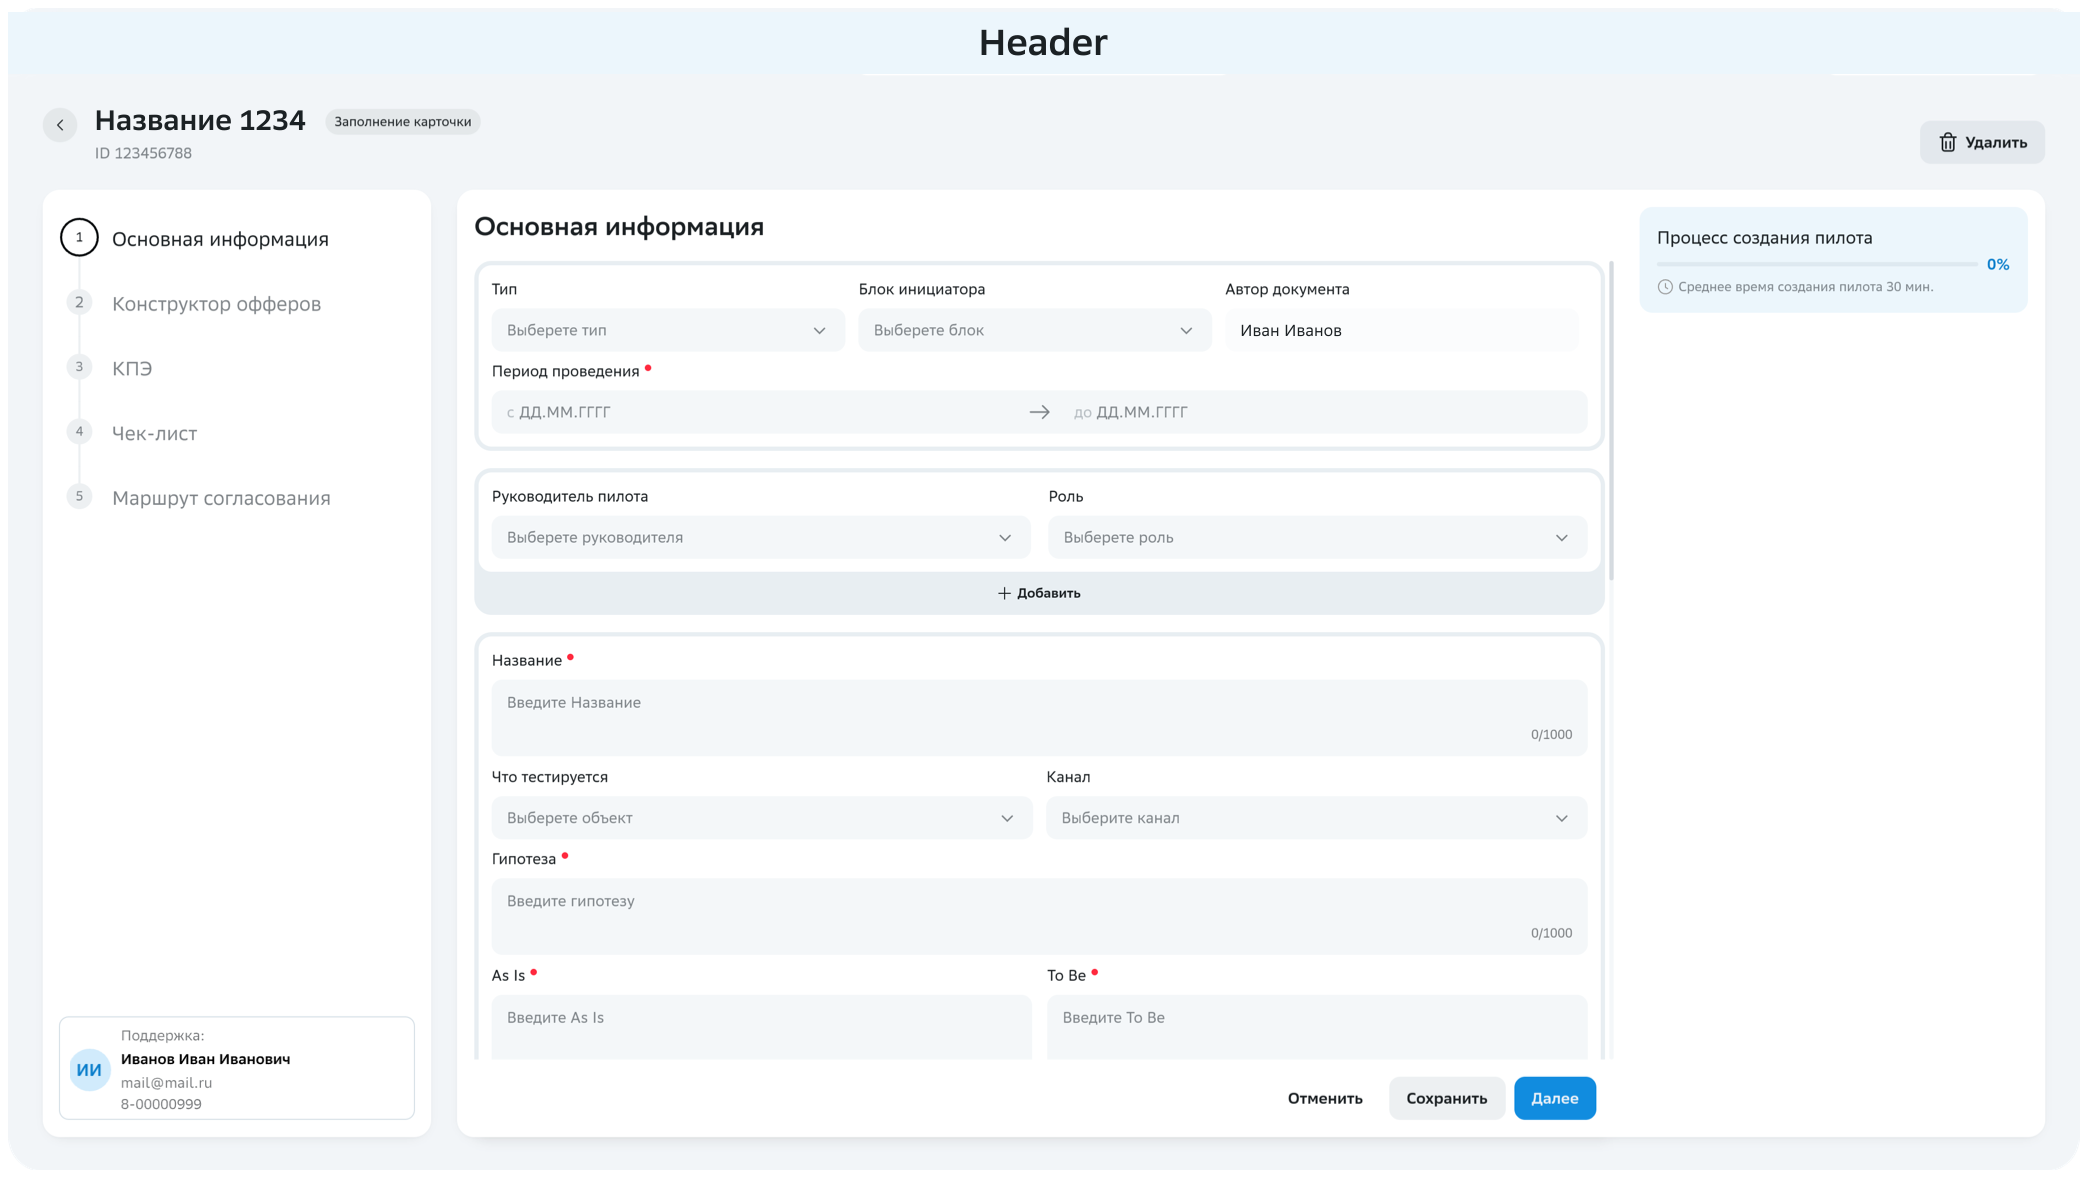 Header
Название 1234
Заполнение карточки
ID 123456788
Удалить
1
Основная информация
2
Конструктор офферов
3
КПЭ
4
Чек-лист
5
Маршрут согласования
Поддержка:
ИИ
Иванов Иван Иванович
mail@mail.ru
8-00000999
Основная информация
Тип
Блок инициатора
Автор документа
Выберете тип
Выберете блок
Иван Иванов
Период проведения
с ДД.ММ.ГГГГ
до ДД.ММ.ГГГГ
Руководитель пилота
Роль
Выберете руководителя
Выберете роль
Добавить
Название
Введите Название
0/1000
Что тестируется
Канал
Выберете объект
Выберите канал
Гипотеза
Введите гипотезу
0/1000
As Is
To Be
Введите As Is
Введите To Be
Отменить
Сохранить
Далее
Процесс создания пилота
0%
Среднее время создания пилота 30 мин.